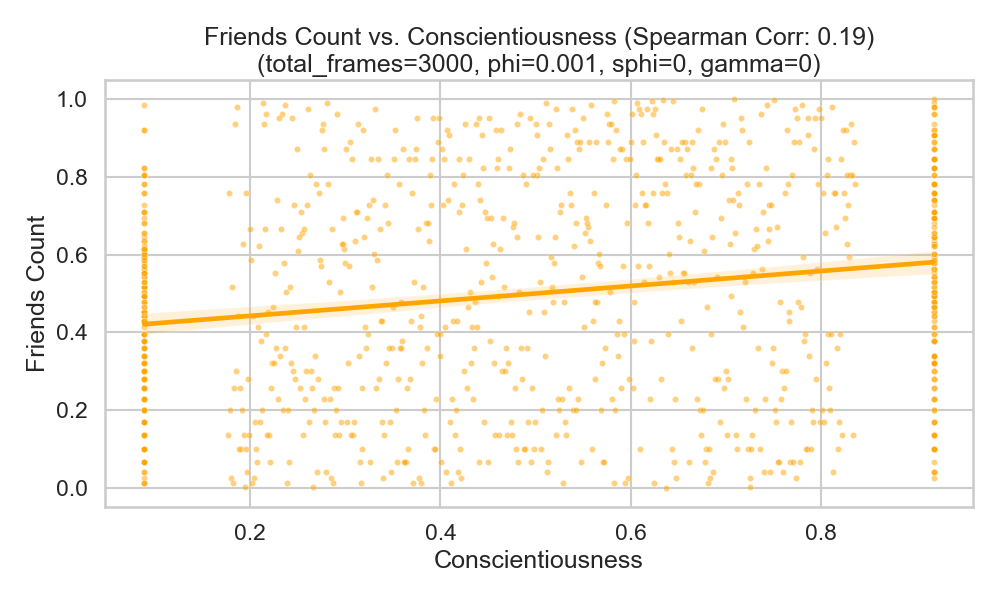 Friends Count vs. Conscientiousness (Spearman Corr: 0.19)
(total_frames=3000, phi=0.001, sphi=0, gamma=0)
1.0
0.8
0.6
0.4
0.2
0.0
Friends Count
0.2 0.4 0.6 0.8
Conscientiousness